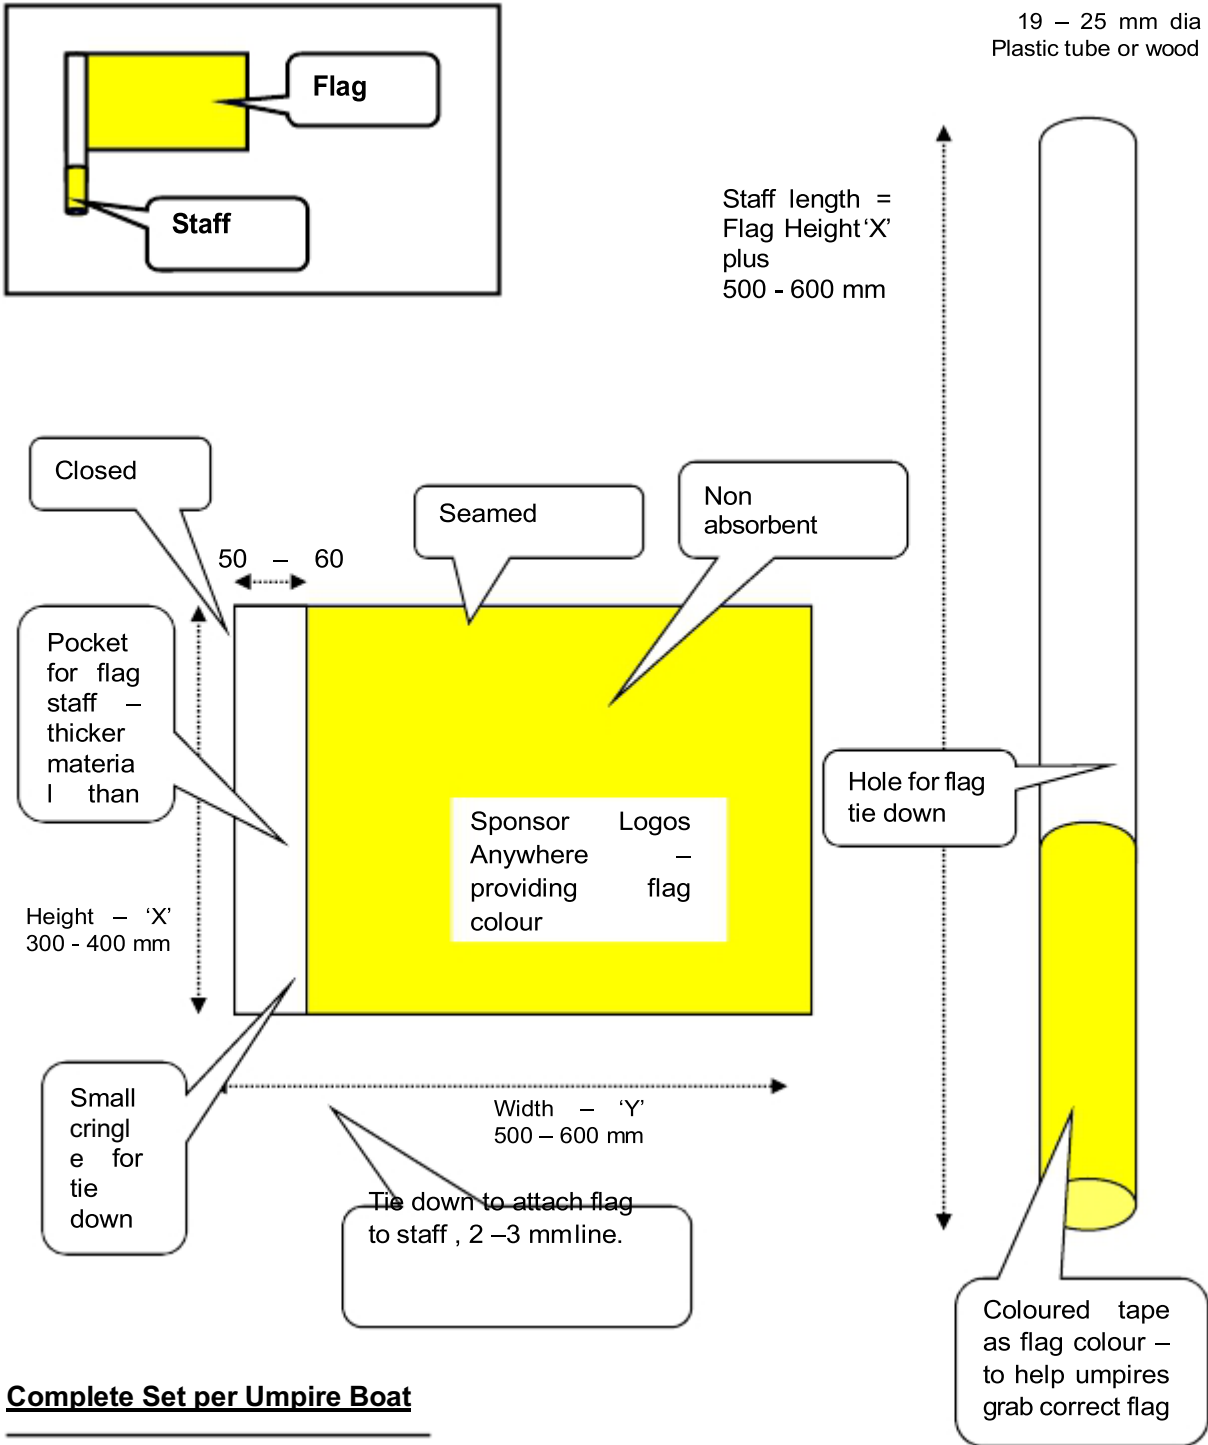 19 – 25 mm dia
Plastic tube or wood
Flag
Staff
Staff length =
Flag Height ‘X’
plus
500 - 600 mm
Closed
Seamed
Non
absorbent
50 – 60
Pocket
for flag
staff –
thicker
materia
l than
Hole for flag
tie down
Sponsor Logos
Anywhere –
providing flag
colour
Height – ‘X’
300 - 400 mm
Small
cringl
e for
tie
down
Width – ‘Y’
500 – 600 mm
Tie down to attach flag
to staff , 2 –3 mm line.
Coloured tape
as flag colour –
to help umpires
grab correct flag
Complete Set per Umpire Boat